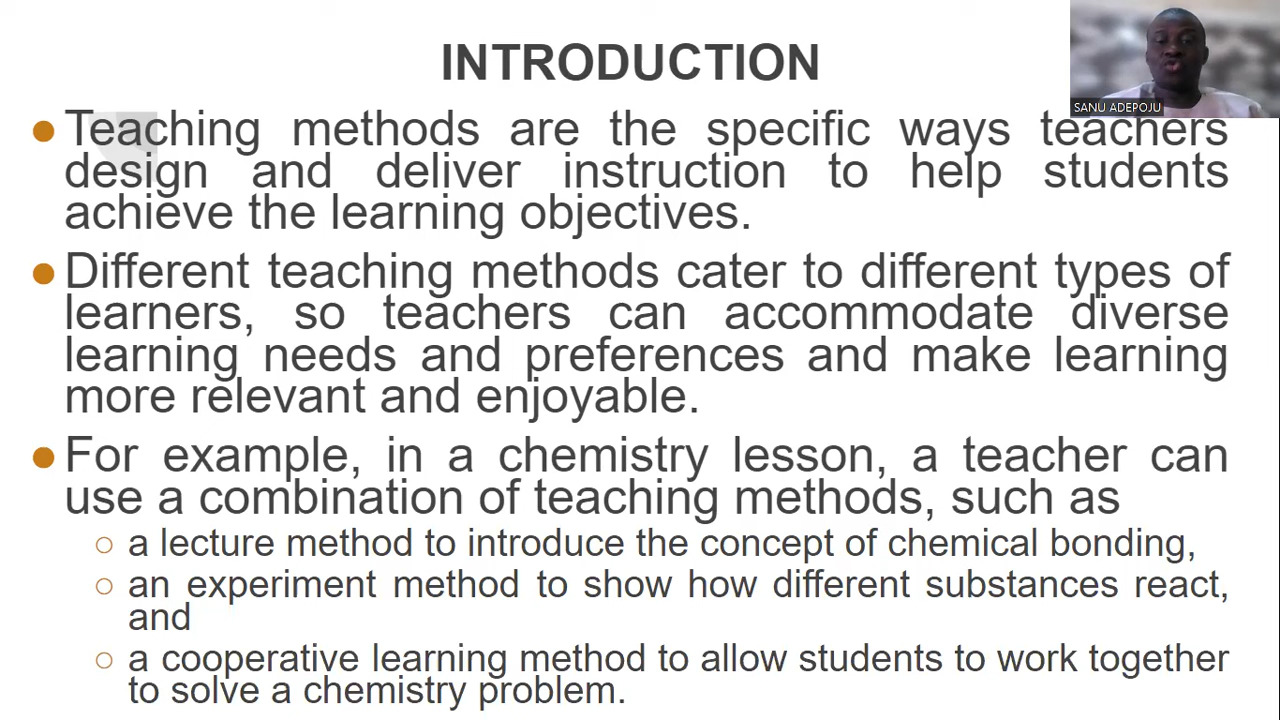 INTRODUCTION
SANU ADEPOJU
● Teaching methods are the specific ways teachers
design and deliver instruction to help students
achieve the learning objectives.
● Different teaching methods cater to different types of
learners, so teachers can accommodate diverse
learning needs and preferences and make learning
more relevant and enjoyable.
● For example, in a chemistry lesson, a teacher can
use a combination of teaching methods, such as
○ a lecture method to introduce the concept of chemical bonding,
○ an experiment method to show how different substances react,
and
○ a cooperative learning method to allow students to work together
to solve a chemistry problem.